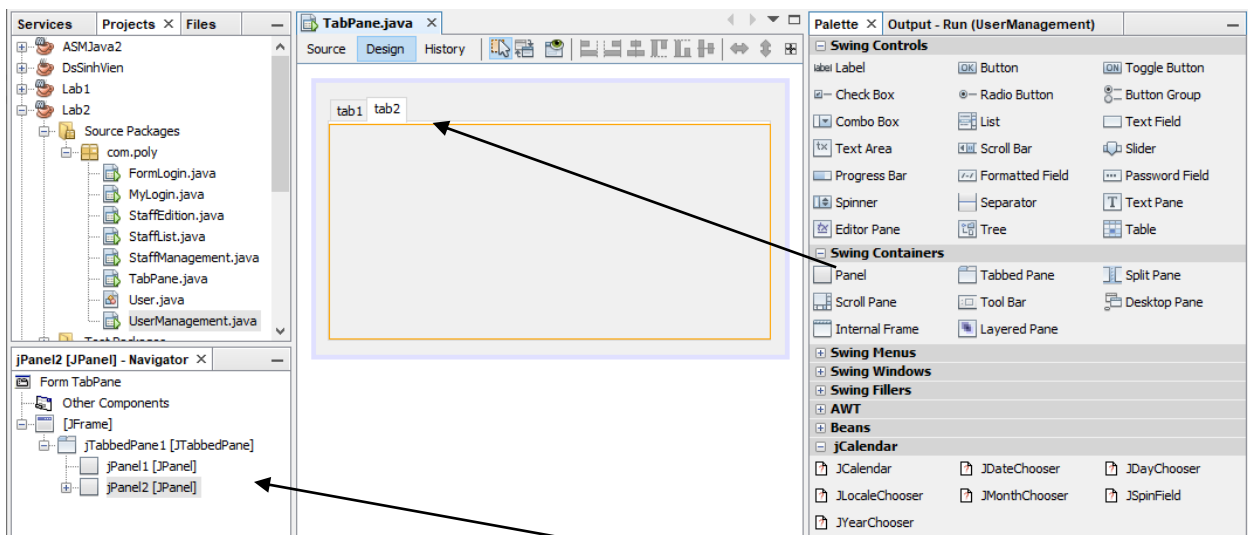 Services Projects × Files
ASMJava2
DsSinhVien
Lab1
Lab2
Source Packages
com.poly
FormLogin.java
MyLogin.java
StaffEdition.java
StaffList.java
StaffManagement.java
TabPane.java
User.java
UserManagement.java
jPanel2 [JPanel] - Navigator ×
Form TabPane
Other Components
[JFrame]
jTabbedPane1 [JTabbedPane]
jPanel1 [JPanel]
jPanel2 [JPanel]
TabPane.java ×
Source Design History
tab1 tab2
Palette × Output - Run (UserManagement)
Swing Controls
label Label OK Button ON Toggle Button
Check Box Radio Button Button Group
Combo Box List Text Field
Text Area Scroll Bar Slider
Progress Bar Formatted Field Password Field
Spinner Separator T Text Pane
Editor Pane Tree Table
Swing Containers
Panel Tabbed Pane Split Pane
Scroll Pane Tool Bar Desktop Pane
Internal Frame Layered Pane
Swing Menus
Swing Windows
Swing Fillers
AWT
Beans
jCalendar
JCalendar JDateChooser JDayChooser
JLocaleChooser JMonthChooser JSpinField
JYearChooser